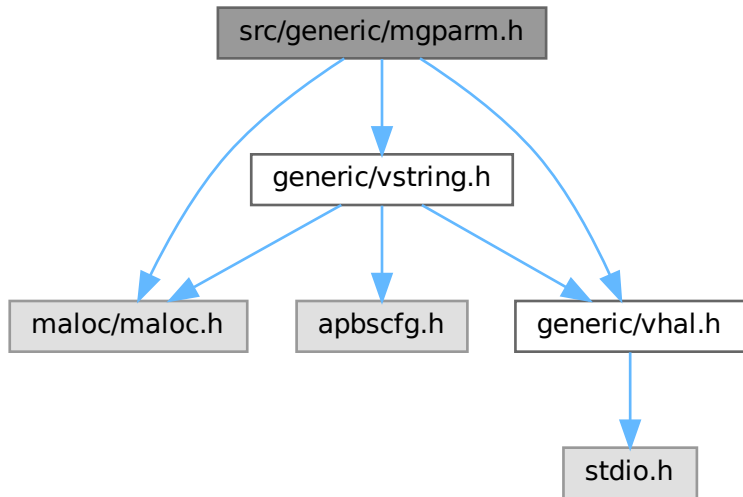 src/generic/mgparm.h
generic/vstring.h
maloc/maloc.h
apbscfg.h
generic/vhal.h
stdio.h